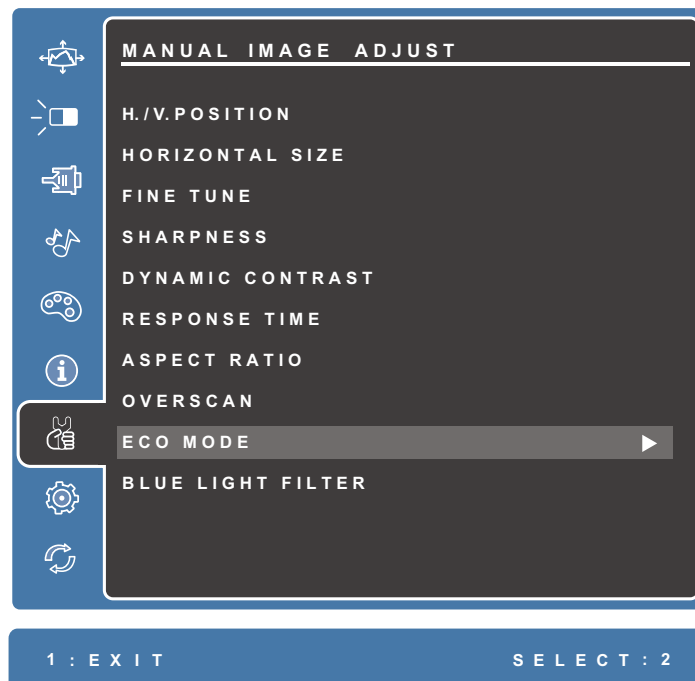 MANUAL IMAGE ADJUST
H./V.POSITION
HORIZONTAL SIZE
FINE TUNE
SHARPNESS
DYNAMIC CONTRAST
RESPONSE TIME
ASPECT RATIO
OVERSCAN
ECO MODE
BLUE LIGHT FILTER
1:EXIT SELECT:2